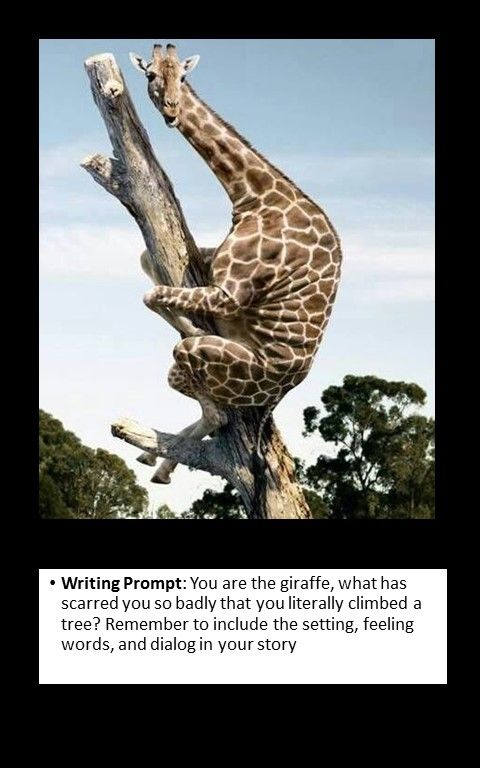 • Writing Prompt: You are the giraffe, what has
scarred you so badly that you literally climbed a
tree? Remember to include the setting, feeling
words, and dialog in your story